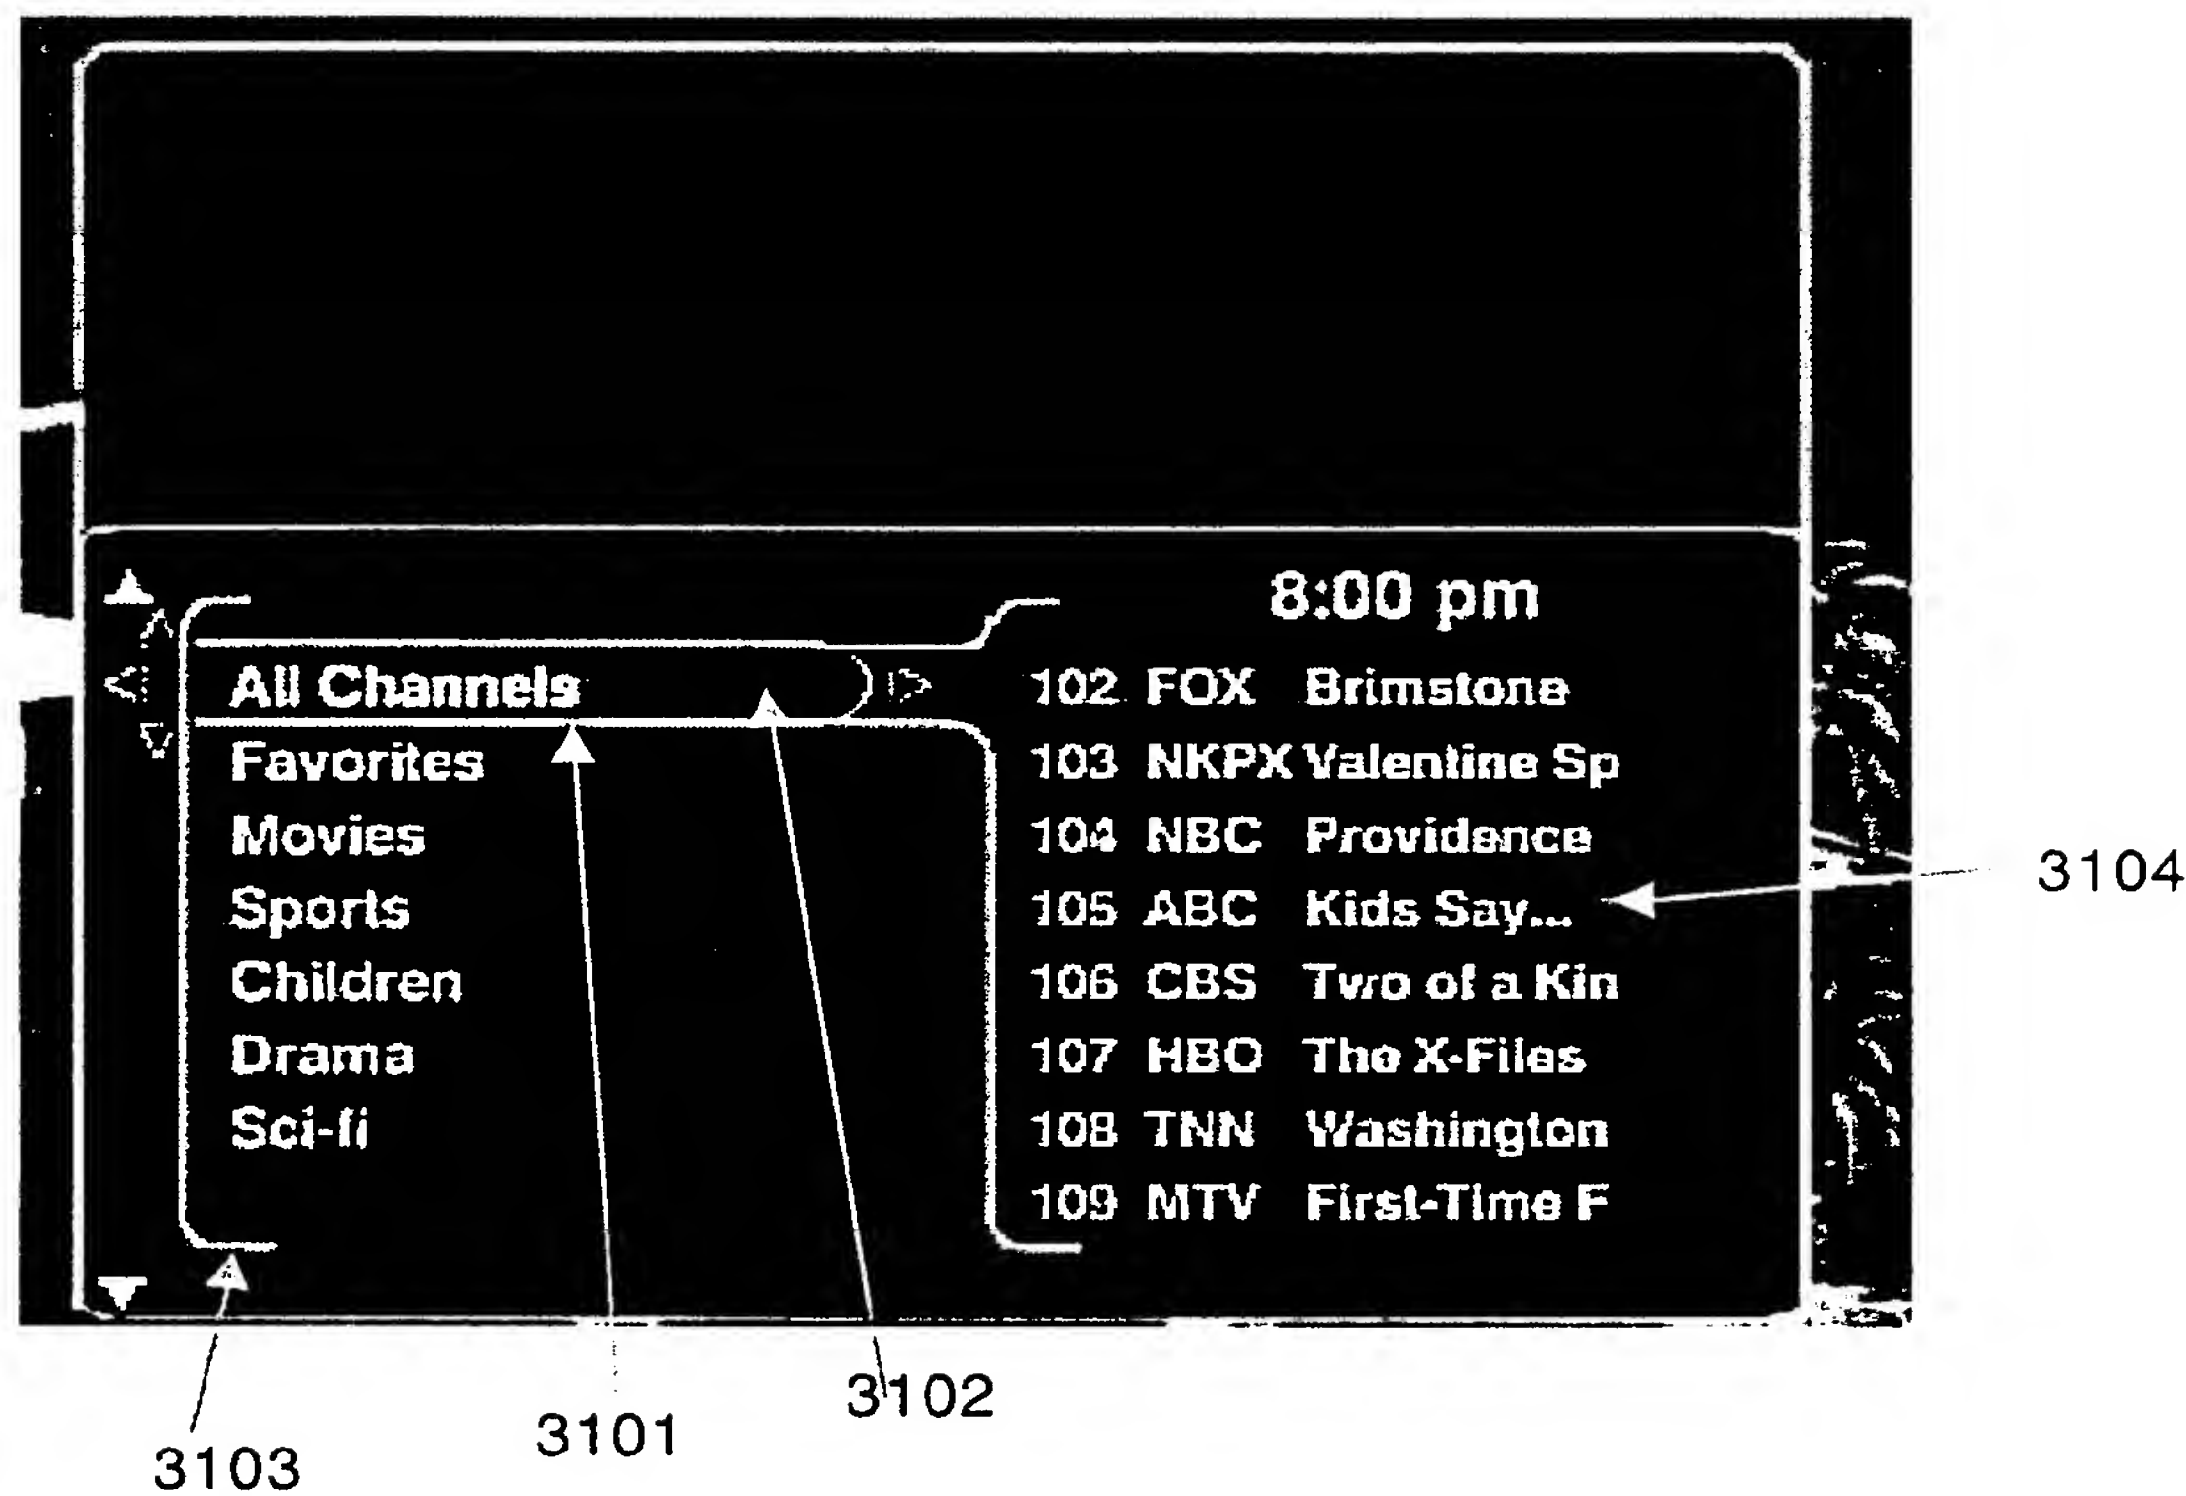 8:00 pm
All Channels
Favorites
Movies
Sports
Children
Drama
Sci-fi
102 FOX Brimstone
103 NKPX Valentine Sp
104 NBC Providence
105 ABC Kids Say...
106 CBS Two of a Kin
107 HBO The X-Files
108 TNN Washington
109 MTV First-Time F
3104
3102
3101
3103